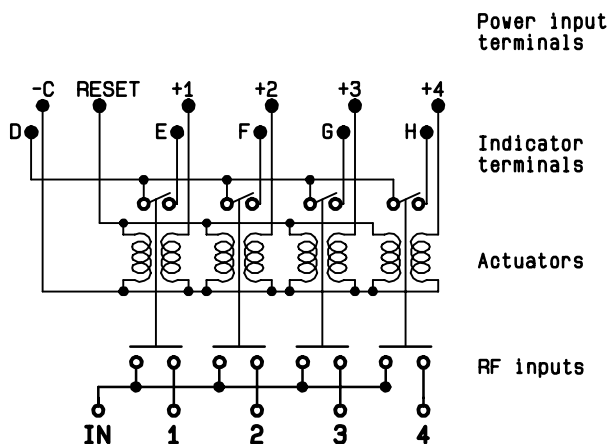 Power input
terminals
-C RESET +1 +2 +3 +4
D E F G H
Indicator
terminals
Actuators
RF inputs
IN 1 2 3 4